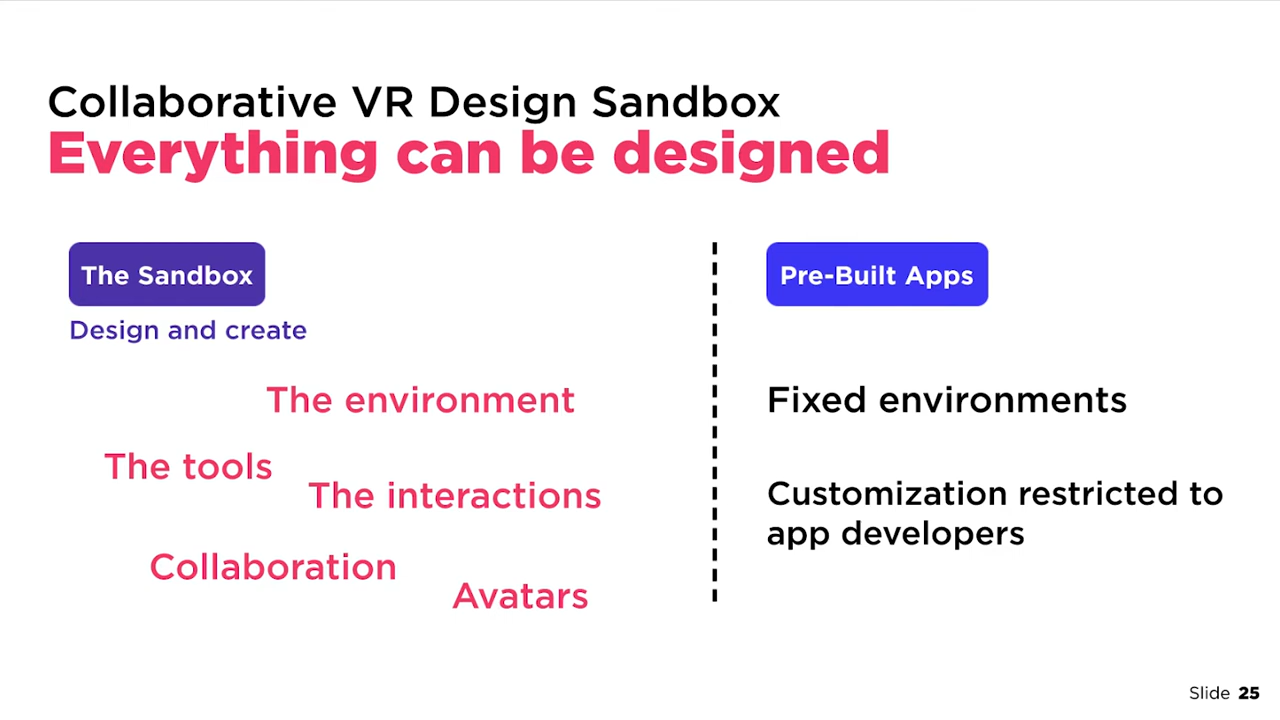 Collaborative VR Design Sandbox
Everything can be designed
The Sandbox
Design and create
The environment
The tools
The interactions
Collaboration
Avatars
Pre-Built Apps
Fixed environments
Customization restricted to
app developers
Slide 25